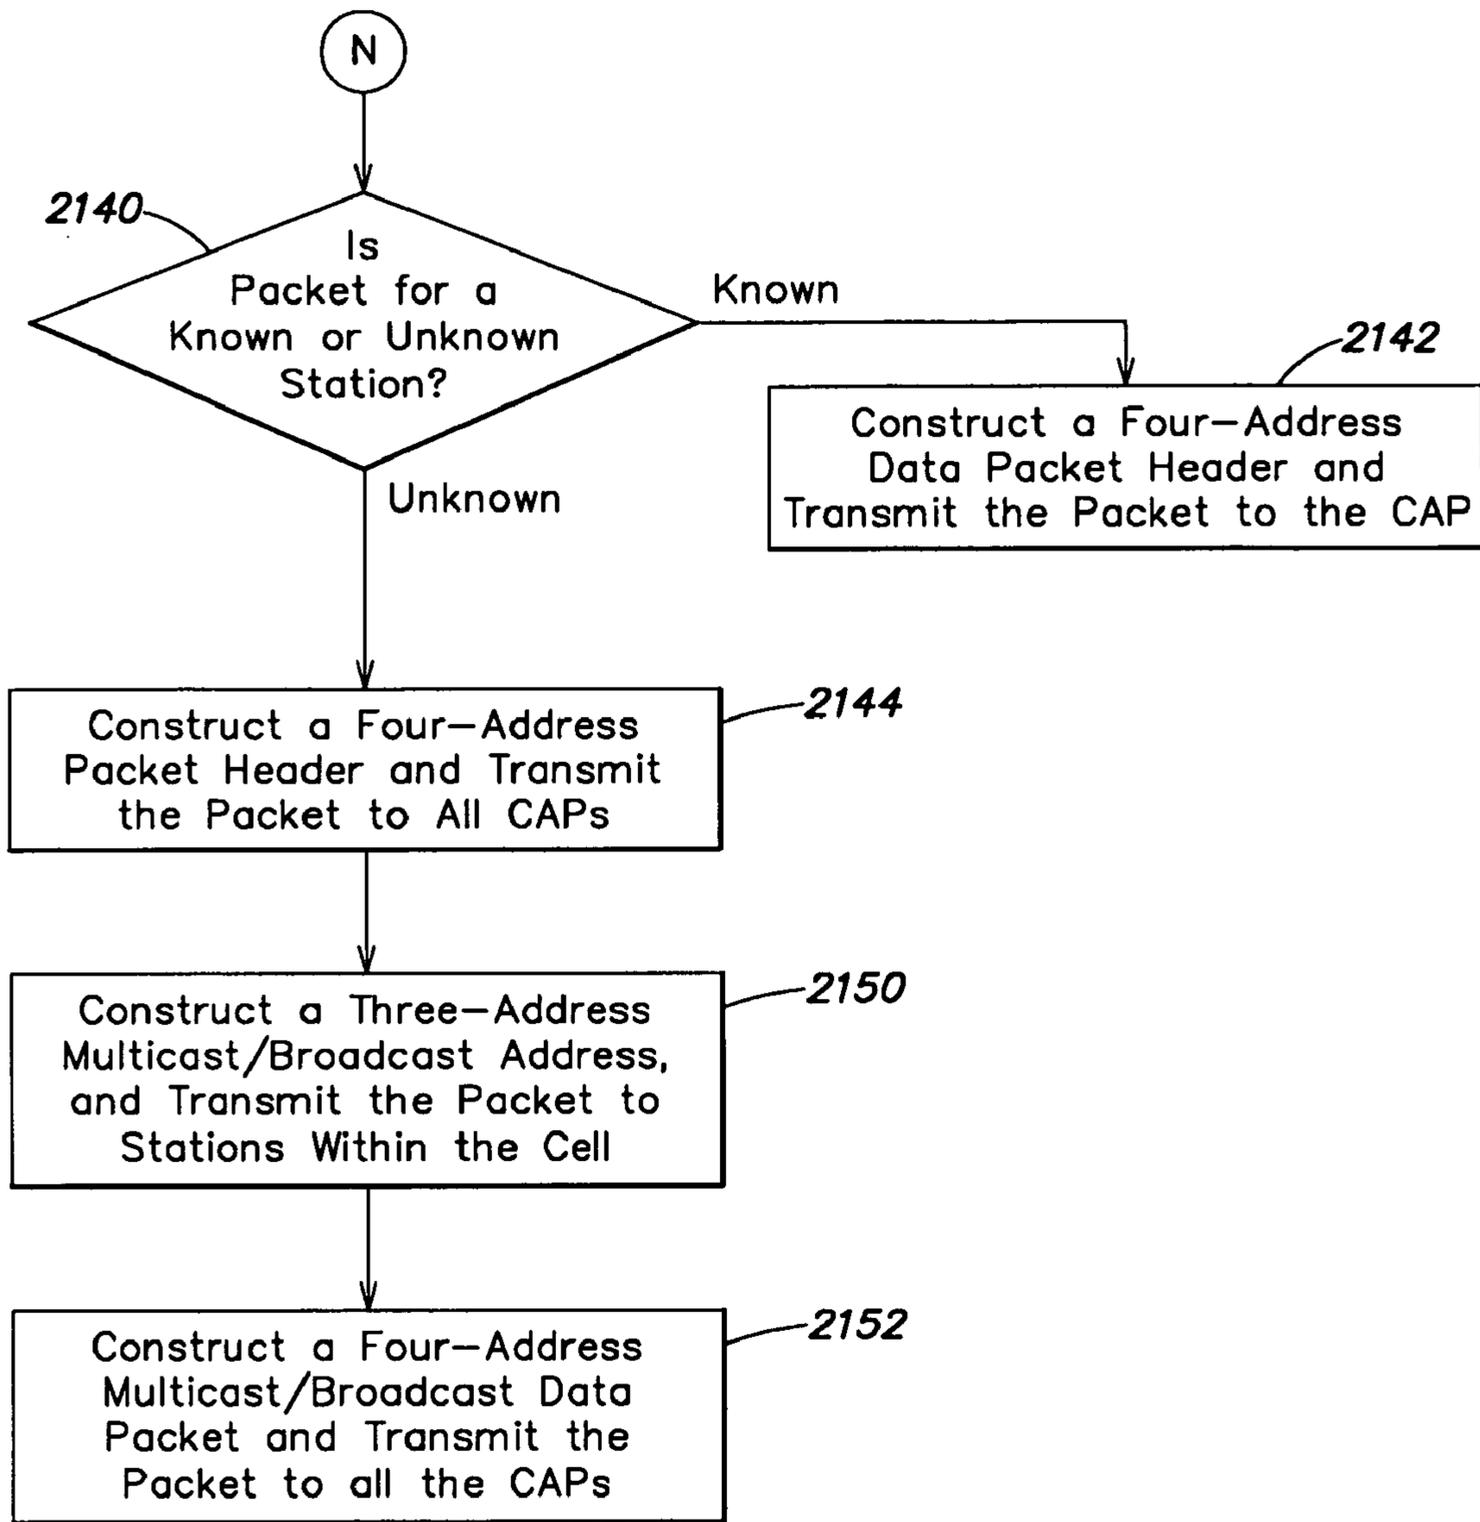 N
2140
Is
Packet for a
Known or Unknown
Station?
Known
2142
Construct a Four-Address
Data Packet Header and
Transmit the Packet to the CAP
Unknown
2144
Construct a Four-Address
Packet Header and Transmit
the Packet to All CAPs
2150
Construct a Three-Address
Multicast/Broadcast Address,
and Transmit the Packet to
Stations Within the Cell
2152
Construct a Four-Address
Multicast/Broadcast Data
Packet and Transmit the
Packet to all the CAPs